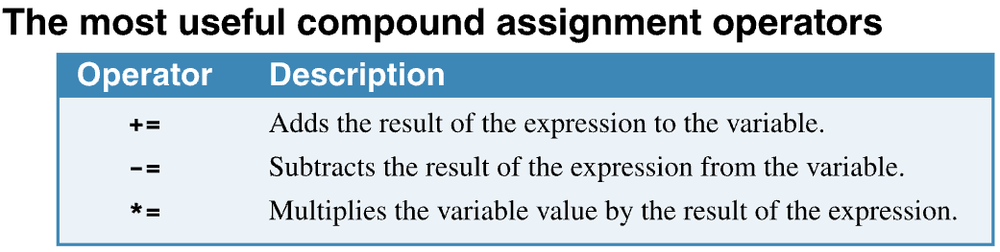 The most useful compound assignment operators
Operator Description
+= Adds the result of the expression to the variable.
-= Subtracts the result of the expression from the variable.
*= Multiplies the variable value by the result of the expression.